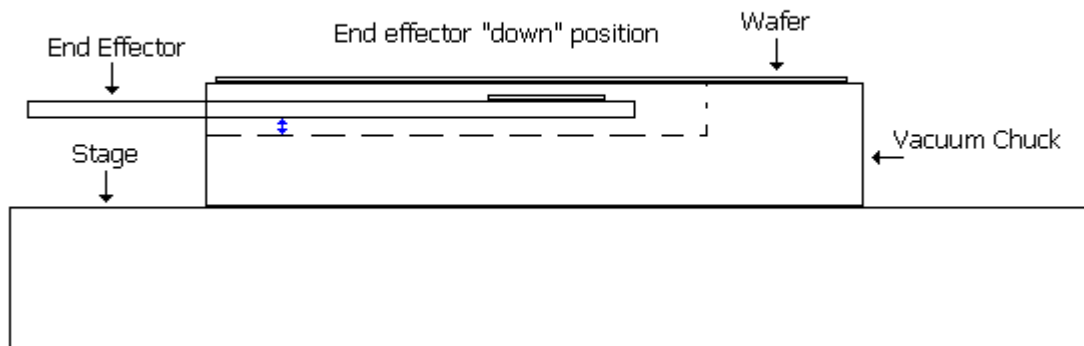 End effector "down" position
Wafer
End Effector
Stage
Vacuum Chuck